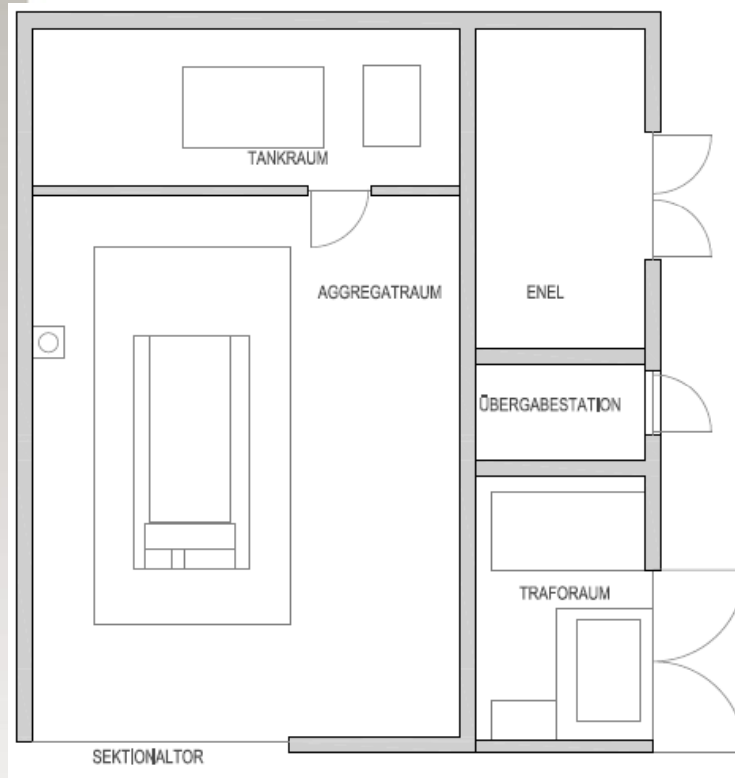 TANKRAUM
AGGREGATRAUM
ENEL
ÜBERGABESTATION
TRAFORAUM
SEKTIONALTOR